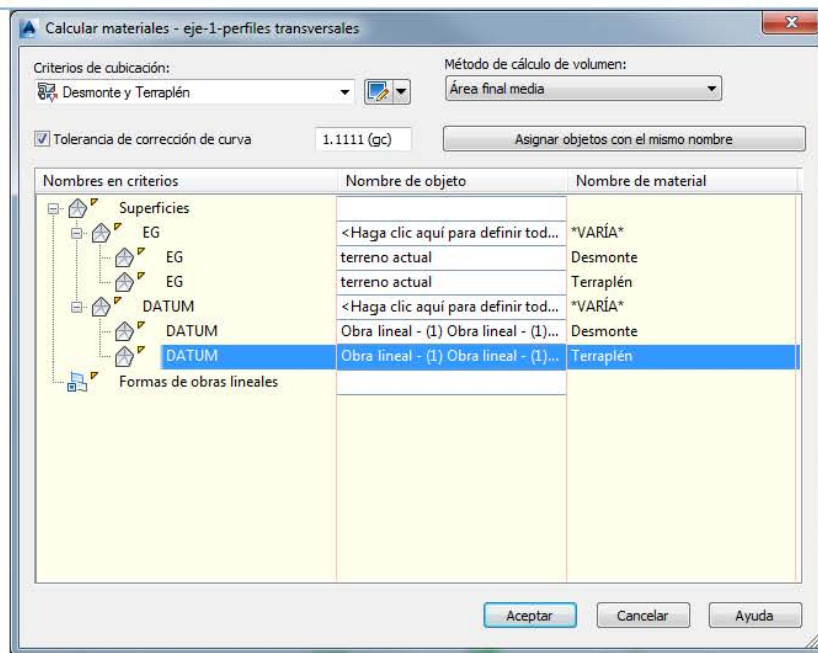 Calcular materiales - eje-1-perfiles transversales
Criterios de cubicación:
Método de cálculo de volumen:
Desmonte y Terraplén
Área final media
Tolerancia de corrección de curva
1.1111 (gc)
Asignar objetos con el mismo nombre
Nombres en criterios Nombre de objeto Nombre de material
Superficies
EG <Haga clic aquí para definir tod... *VARÍA*
EG terreno actual Desmonte
EG terreno actual Terraplén
DATUM <Haga clic aquí para definir tod... *VARÍA*
DATUM Obra lineal - (1) Obra lineal - (1)... Desmonte
DATUM Obra lineal - (1) Obra lineal - (1)... Terraplén
Formas de obras lineales
Aceptar Cancelar Ayuda